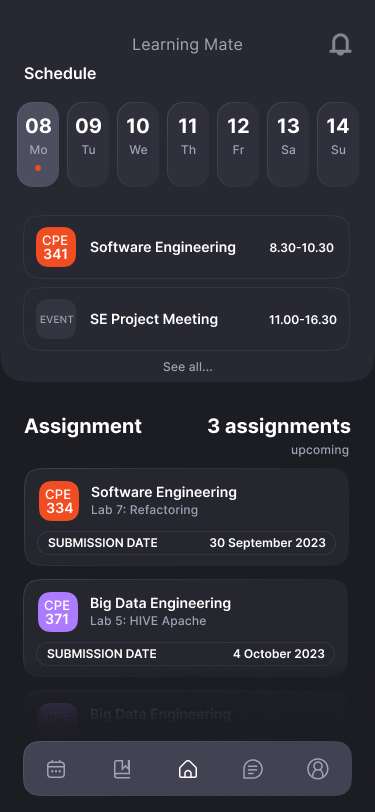 Learning Mate
Schedule
08 09 10 11 12 13 14
Mo Tu We Th Fr Sa Su
CPE 341 Software Engineering 8.30-10.30
EVENT SE Project Meeting 11.00-16.30
See all...
Assignment 3 assignments
upcoming
CPE 334 Software Engineering
Lab 7: Refactoring
SUBMISSION DATE 30 September 2023
CPE 371 Big Data Engineering
Lab 5: HIVE Apache
SUBMISSION DATE 4 October 2023
CPE Big Data Engineering